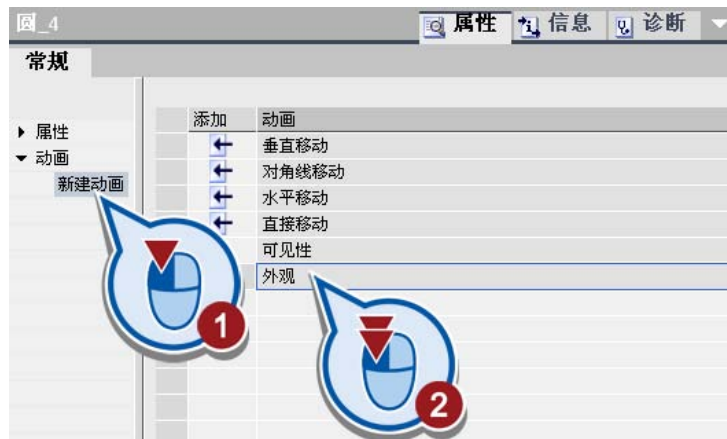 圆_4
属性 信息 诊断
常规
属性
动画
新建动画
添加 动画
垂直移动
对角线移动
水平移动
直接移动
可见性
外观
1
2